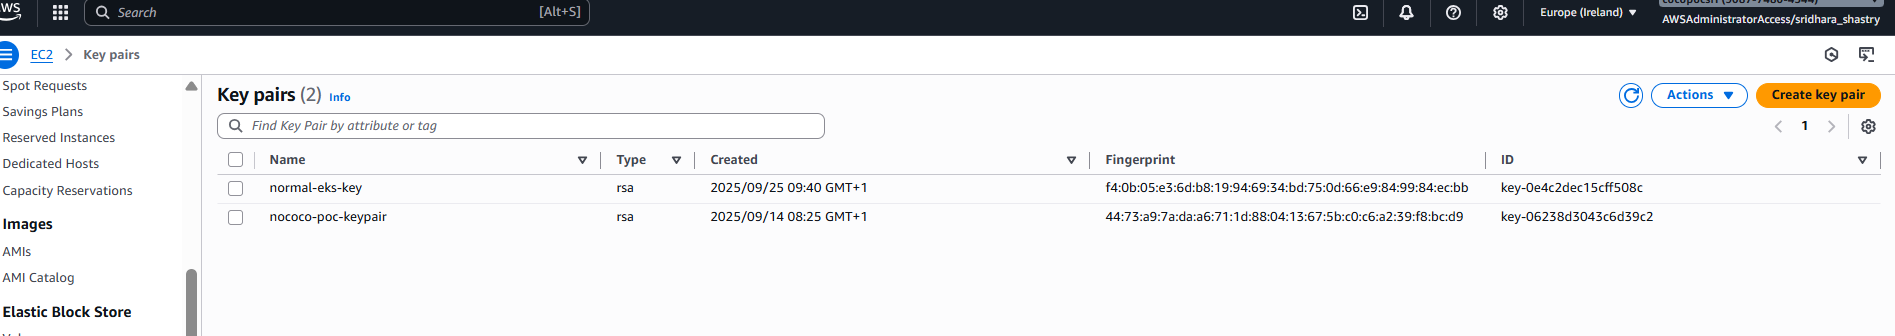 aws
Search [Alt+S]
Europe (Ireland)
AWSAdministratorAccess/sridhara_shastry
EC2 > Key pairs
Spot Requests
Savings Plans
Reserved Instances
Dedicated Hosts
Capacity Reservations
Images
AMIs
AMI Catalog
Elastic Block Store
Key pairs (2) Info
Actions
Create key pair
Find Key Pair by attribute or tag
1
Name Type Created Fingerprint ID
normal-eks-key rsa 2025/09/25 09:40 GMT+1 f4:0b:05:e3:6d:b8:19:94:69:34:bd:75:0d:66:e9:84:99:84:ec:bb key-0e4c2dec15cff508c
nococo-poc-keypair rsa 2025/09/14 08:25 GMT+1 44:73:a9:7a:da:a6:71:1d:88:04:13:67:5b:c0:c6:a2:39:f8:bc:d9 key-06238d3043c6d39c2